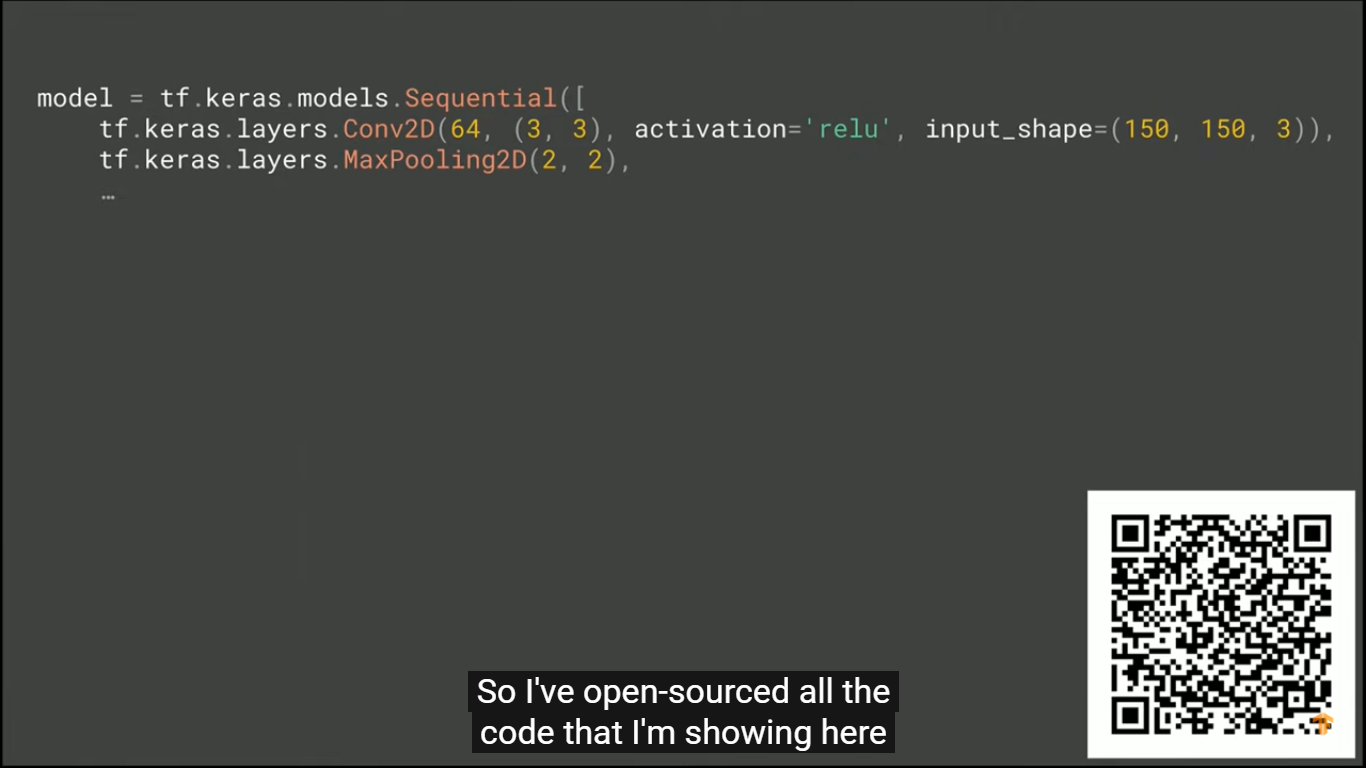 model = tf.keras.models.Sequential([
    tf.keras.layers.Conv2D(64, (3, 3), activation='relu', input_shape=(150, 150, 3)),
    tf.keras.layers.MaxPooling2D(2, 2),
    …
So I've open-sourced all the
code that I'm showing here